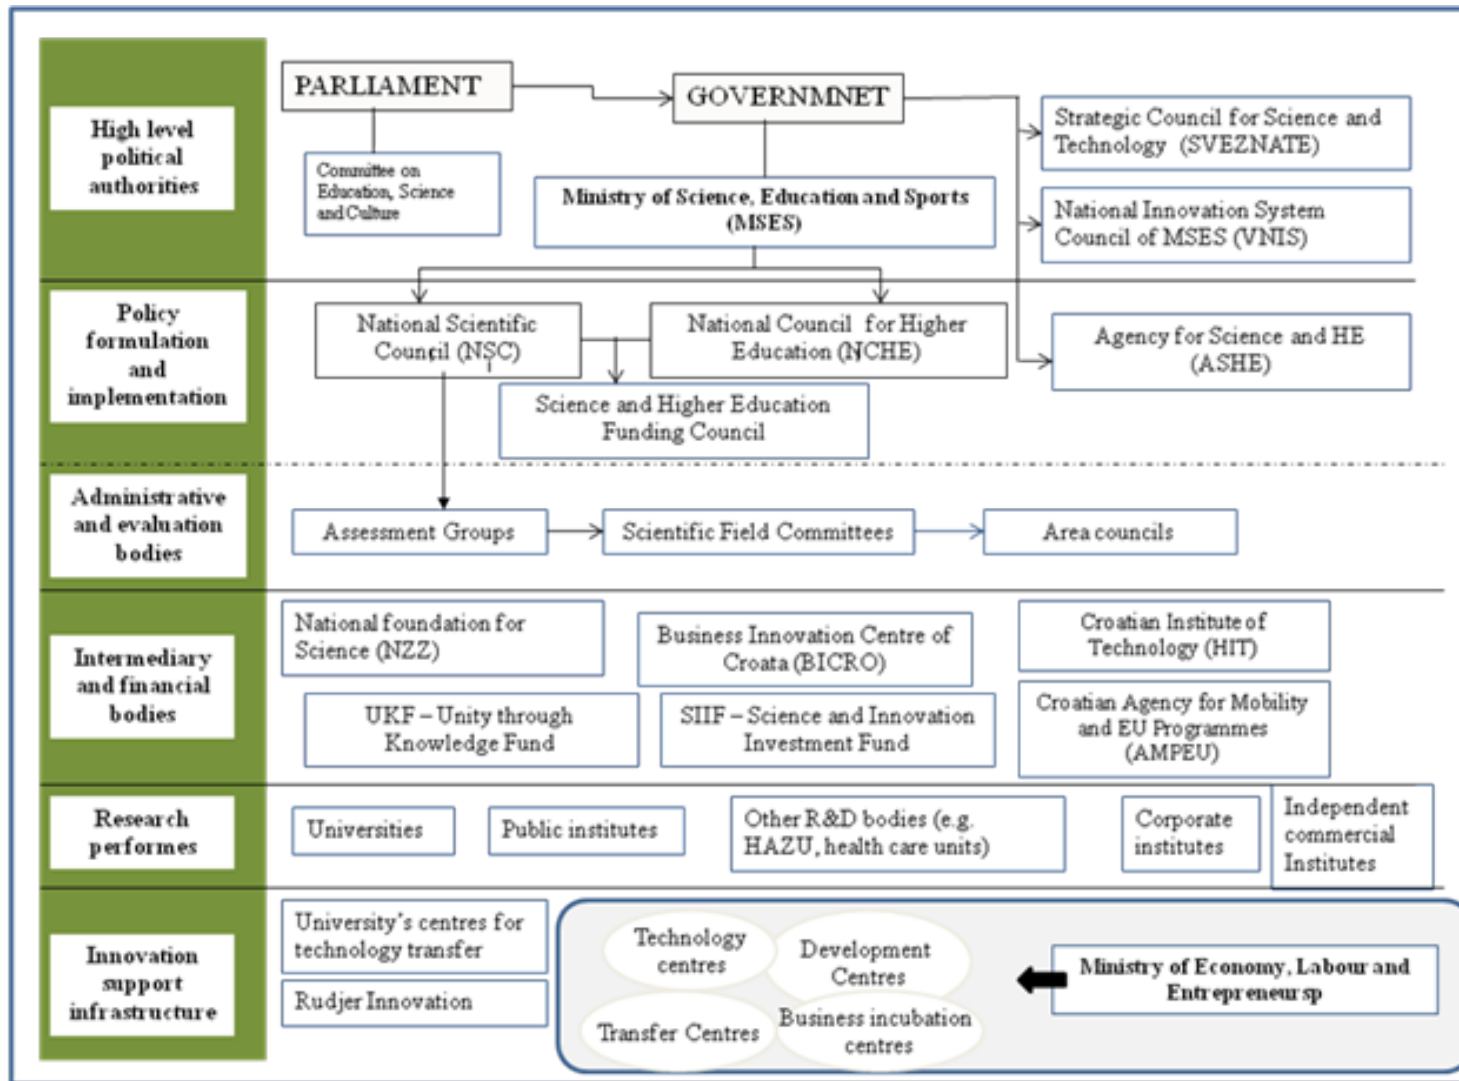 High level
political
authorities
PARLIAMENT
GOVERNMNET
Committee on
Education, Science
and Culture
Ministry of Science, Education and Sports
(MSES)
Strategic Council for Science and
Technology (SVEZNATE)
National Innovation System
Council of MSES (VNIS)
Policy
formulation
and
implementation
National Scientific
Council (NSC)
National Council for Higher
Education (NCHE)
Agency for Science and HE
(ASHE)
Science and Higher Education
Funding Council
Administrative
and evaluation
bodies
Assessment Groups
Scientific Field Committees
Area councils
Intermediary
and financial
bodies
National foundation for
Science (NZZ)
Business Innovation Centre of
Croata (BICRO)
Croatian Institute of
Technology (HIT)
UKF – Unity through
Knowledge Fund
SIIF – Science and Innovation
Investment Fund
Croatian Agency for Mobility
and EU Programmes
(AMPEU)
Research
performes
Universities
Public institutes
Other R&D bodies (e.g.
HAZU, health care units)
Corporate
institutes
Independent
commercial
Institutes
Innovation
support
infrastructure
University's centres for
technology transfer
Rudjer Innovation
Technology
centres
Development
Centres
Transfer Centres
Business incubation
centres
Ministry of Economy, Labour and
Entrepreneursp